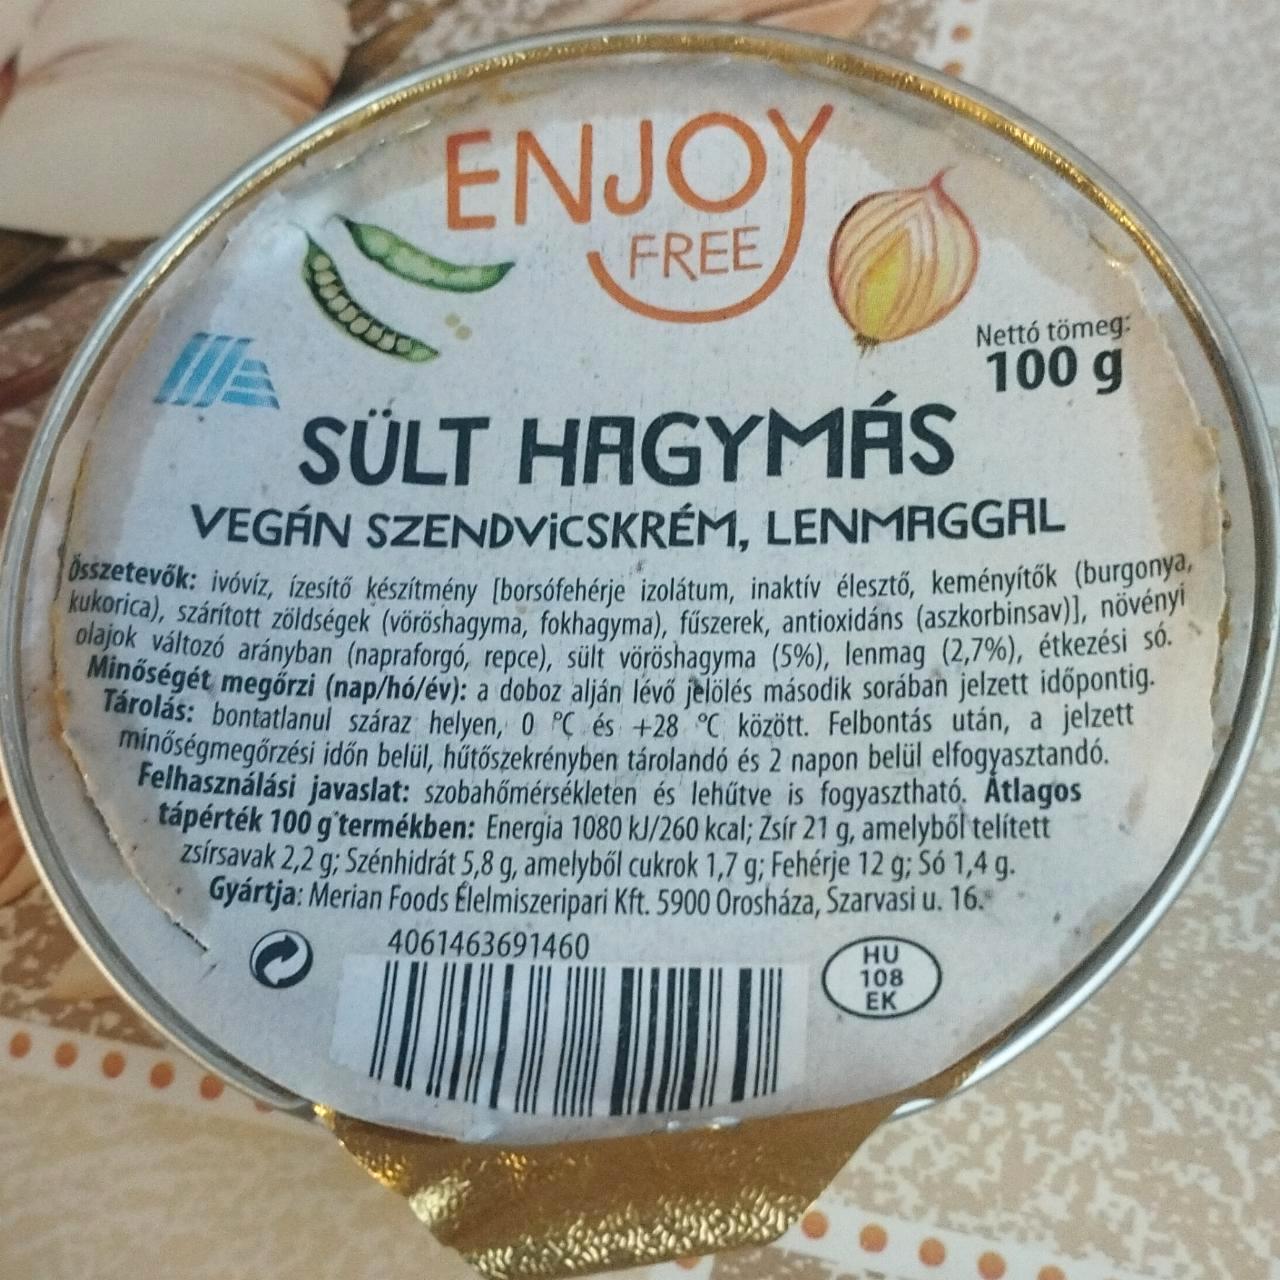 ENJOY
FREE
Nettó tömeg:
100 g
SÜLT HAGYMÁS
VEGÁN SZENDVİCSKRÉM, LENMAGGAL
Összetevők: ivóvíz, ízesítő készítmény [borsófehérje izolátum, inaktív élesztő, keményítők (burgonya,
kukorica), szárított zöldségek (vöröshagyma, fokhagyma), fűszerek, antioxidáns (aszkorbinsav)], növényi
olajok változó arányban (napraforgó, repce), sült vöröshagyma (5%), lenmag (2,7%), étkezési só.
Minőségét megőrzi (nap/hó/év): a doboz alján lévő jelölés második sorában jelzett időpontig.
Tárolás: bontatlanul száraz helyen, 0 °C és +28 °C között. Felbontás után, a jelzett
minőségmegőrzési időn belül, hűtőszekrényben tárolandó és 2 napon belül elfogyasztandó.
Felhasználási javaslat: szobahőmérsékleten és lehűtve is fogyasztható. Átlagos
tápérték 100 g termékben: Energia 1080 kJ/260 kcal; Zsír 21 g, amelyből telített
zsírsavak 2,2 g; Szénhidrát 5,8 g, amelyből cukrok 1,7 g; Fehérje 12 g; Só 1,4 g.
Gyártja: Merian Foods Élelmiszeripari Kft. 5900 Orosháza, Szarvasi u. 16.
4061463691460
HU
108
EK